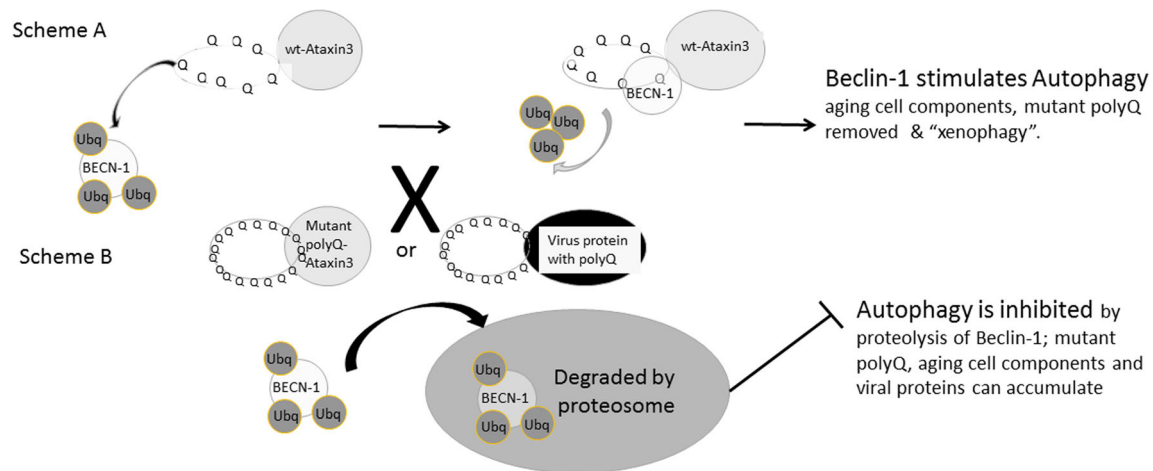 Scheme A
Q Q Q Q
Q Q Q Q Q
wt-Ataxin3
Ubq
BECN-1
Ubq Ubq
Q Q Q Q
Q Q Q Q
wt-Ataxin3
BECN-1
Ubq Ubq
Ubq
Beclin-1 stimulates Autophagy
aging cell components, mutant polyQ
removed & “xenophagy”.
X
or
Scheme B
Mutant
polyQ-
Ataxin3
Virus protein
with polyQ
Ubq
BECN-1
Ubq Ubq
Ubq
BECN-1
Ubq Ubq
Degraded by
proteosome
Autophagy is inhibited by
proteolysis of Beclin-1; mutant
polyQ, aging cell components and
viral proteins can accumulate